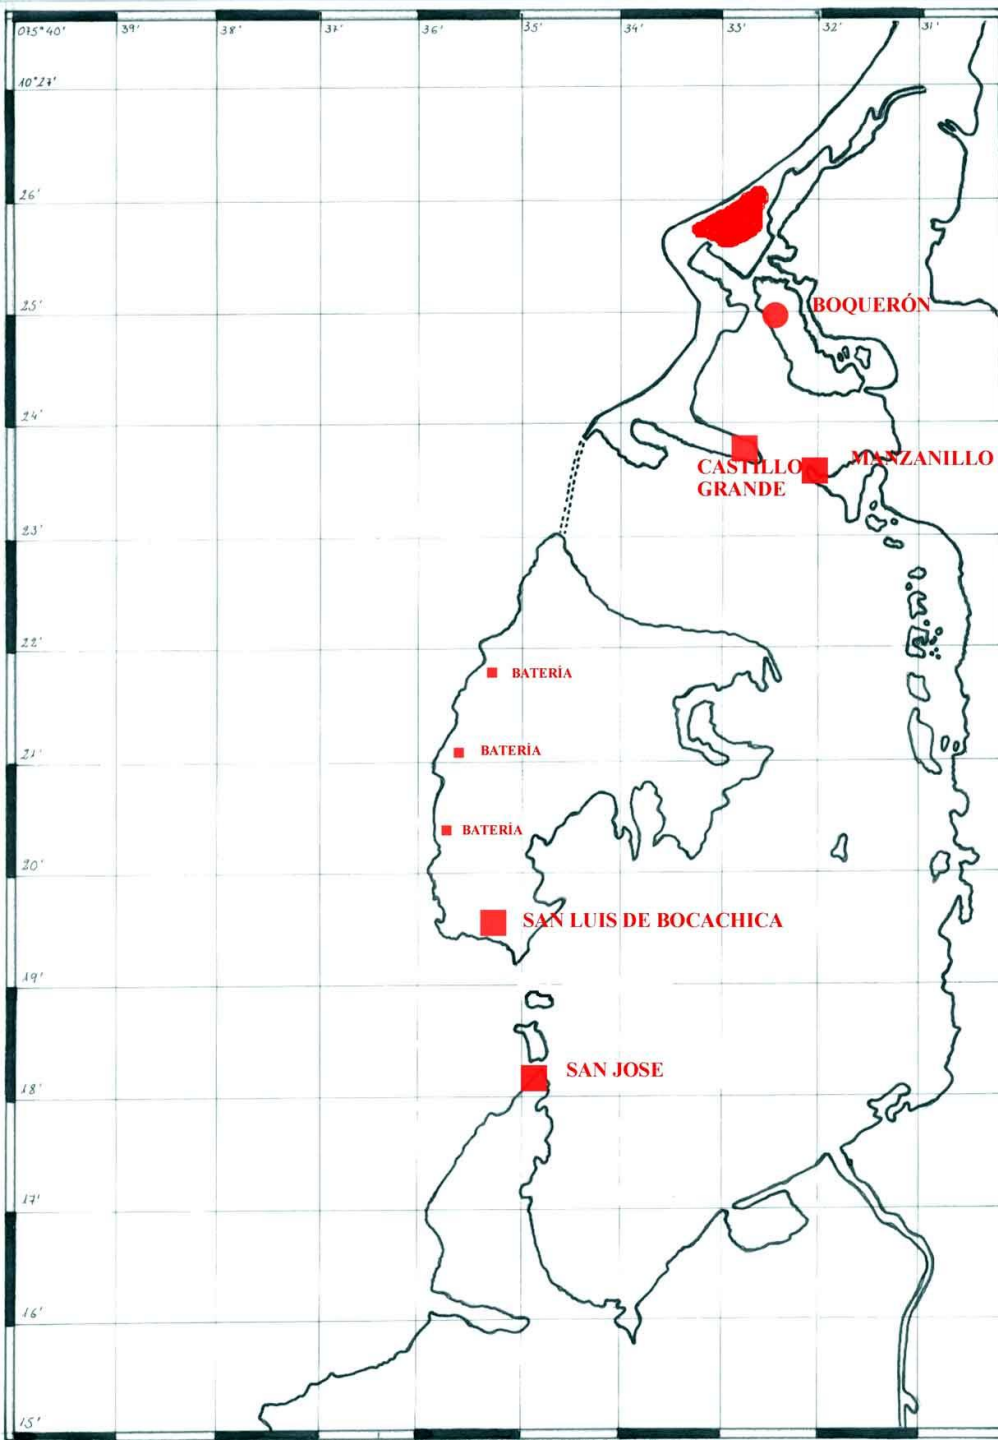 075°40' 39' 38' 37' 36' 35' 34' 33' 32' 31'
10°27'
26'
25'
BOQUERÓN
24'
MANZANILLO
CASTILLO
GRANDE
23'
22'
BATERÍA
21'
BATERÍA
BATERÍA
20'
SAN LUIS DE BOCACHICA
19'
SAN JOSE
18'
17'
16'
15'